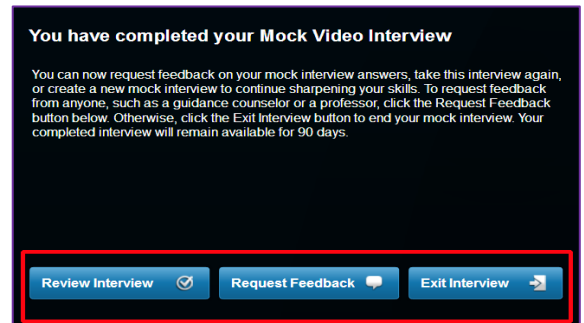 You have completed your Mock Video Interview
You can now request feedback on your mock interview answers, take this interview again,
or create a new mock interview to continue sharpening your skills. To request feedback
from anyone, such as a guidance counselor or a professor, click the Request Feedback
button below. Otherwise, click the Exit Interview button to end your mock interview. Your
completed interview will remain available for 90 days.
Review Interview Request Feedback Exit Interview